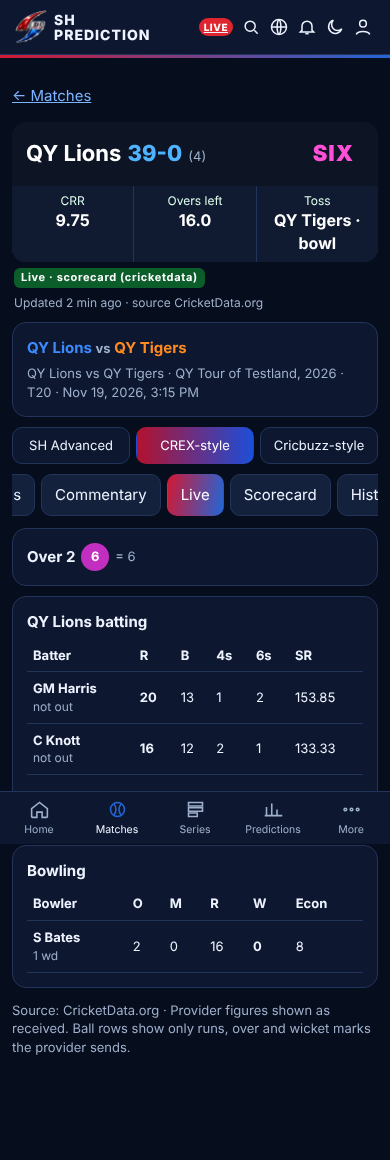 SH
PREDICTION
LIVE
← Matches
QY Lions 39-0 (4)
SIX
CRR
9.75
Overs left
16.0
Toss
QY Tigers ·
bowl
Live · scorecard (cricketdata)
Updated 2 min ago · source CricketData.org
QY Lions vs QY Tigers
QY Lions vs QY Tigers · QY Tour of Testland, 2026 ·
T20 · Nov 19, 2026, 3:15 PM
SH Advanced
CREX-style
Cricbuzz-style
s
Commentary
Live
Scorecard
Hist
Over 2 6 = 6
QY Lions batting
Batter R B 4s 6s SR
GM Harris 20 13 1 2 153.85
not out
C Knott 16 12 2 1 133.33
not out
Home
Matches
Series
Predictions
More
Bowling
Bowler O M R W Econ
S Bates 2 0 16 0 8
1 wd
Source: CricketData.org · Provider figures shown as
received. Ball rows show only runs, over and wicket marks
the provider sends.